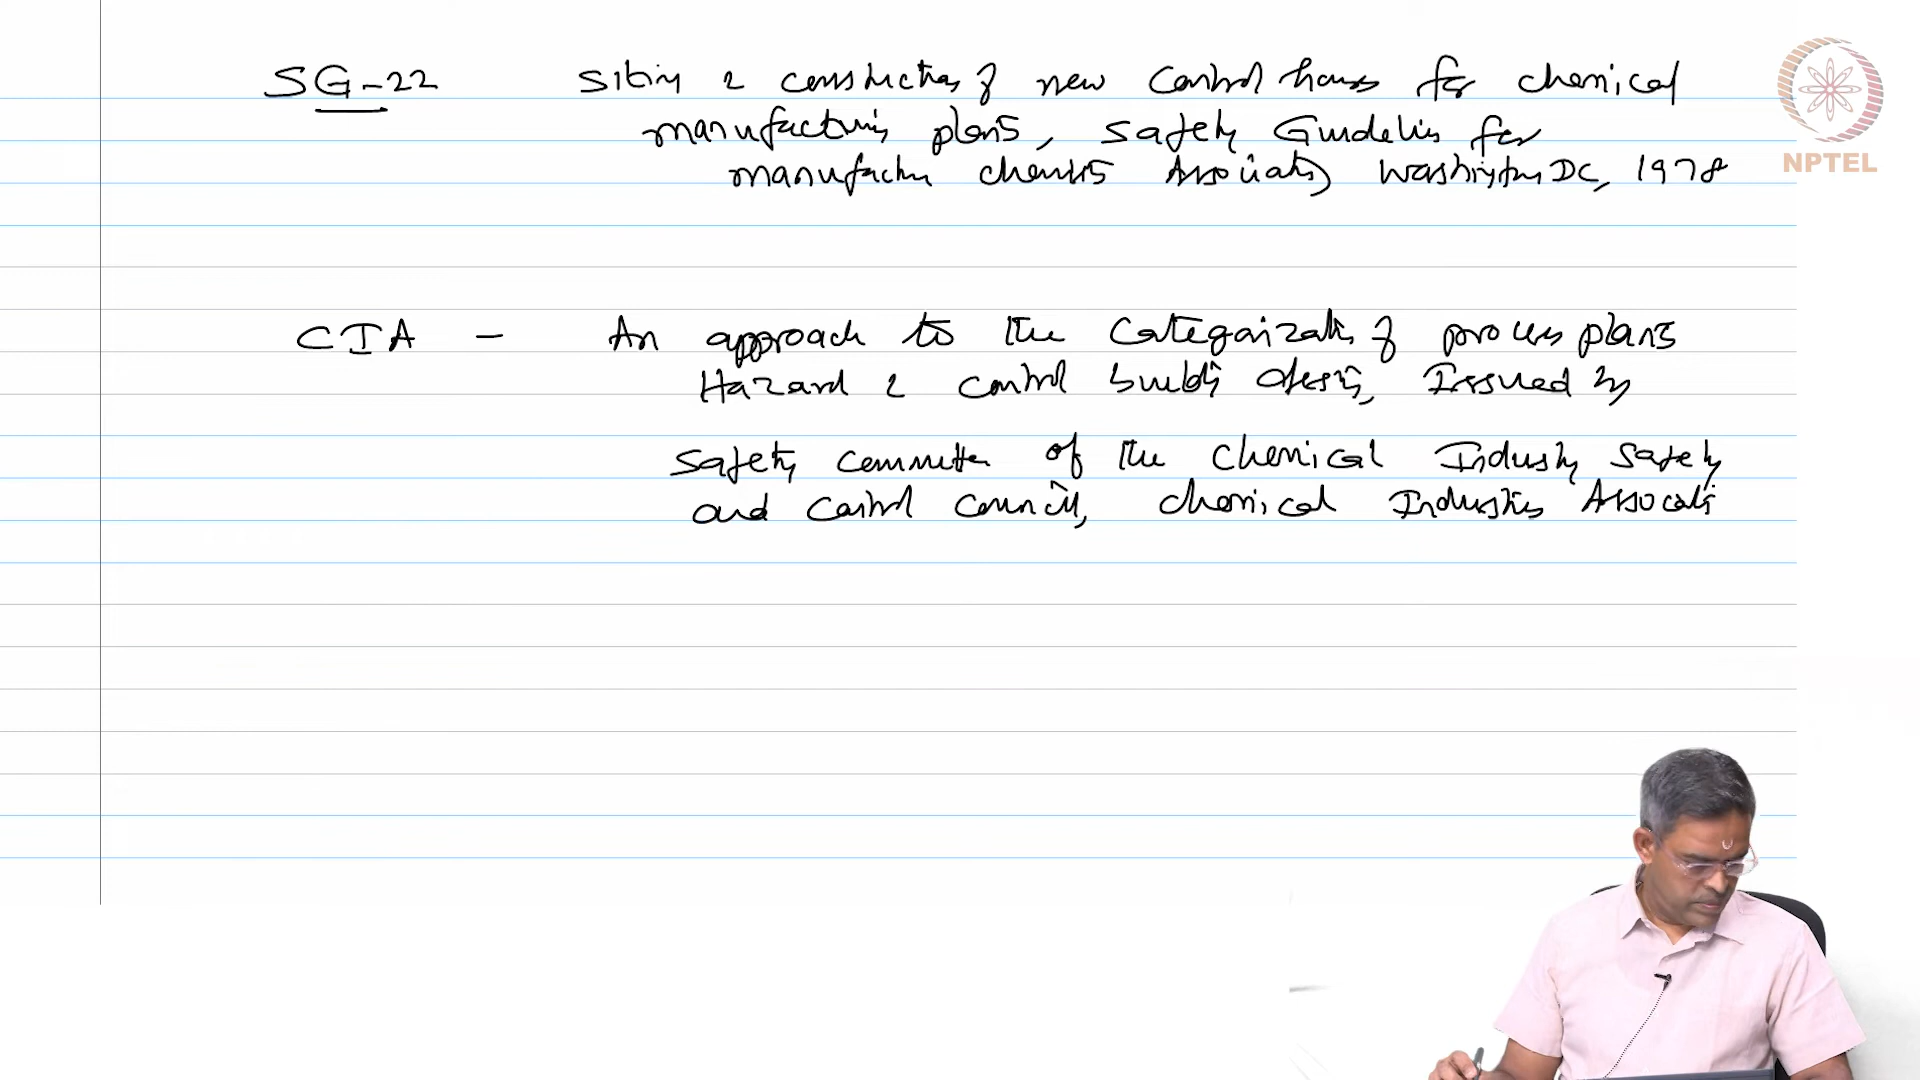 SG-22 Siting & construction of new control houses for chemical
manufacturing plants, Safety Guidelines for
manufacture chemists Association, Washington DC, 1978
NPTEL
CIA - An approach to the Categorization of process plants
Hazard & control building design, Issued by
Safety committee of the Chemical Industry Safety
and Control Council, Chemical Industries Association